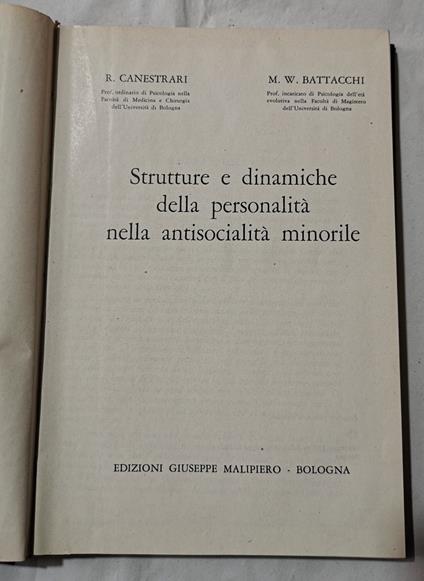 R. CANESTRARI
Prof. ordinario di Psicologia nella
Facoltà di Medicina e Chirurgia
dell'Università di Bologna
M. W. BATTACCHI
Prof. incaricato di Psicologia dell'età
evolutiva nella Facoltà di Magistero
dell'Università di Bologna
Strutture e dinamiche
della personalità
nella antisocialità minorile
EDIZIONI GIUSEPPE MALIPIERO - BOLOGNA